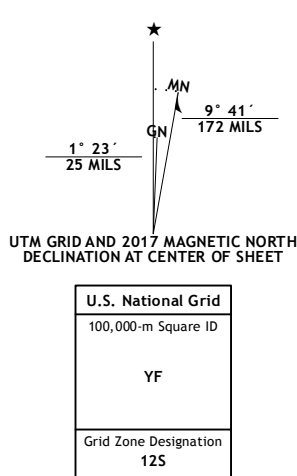 ★
MN
GN
9° 41´
172 MILS
1° 23´
25 MILS
UTM GRID AND 2017 MAGNETIC NORTH
DECLINATION AT CENTER OF SHEET
U.S. National Grid
100,000-m Square ID
YF
Grid Zone Designation
12S